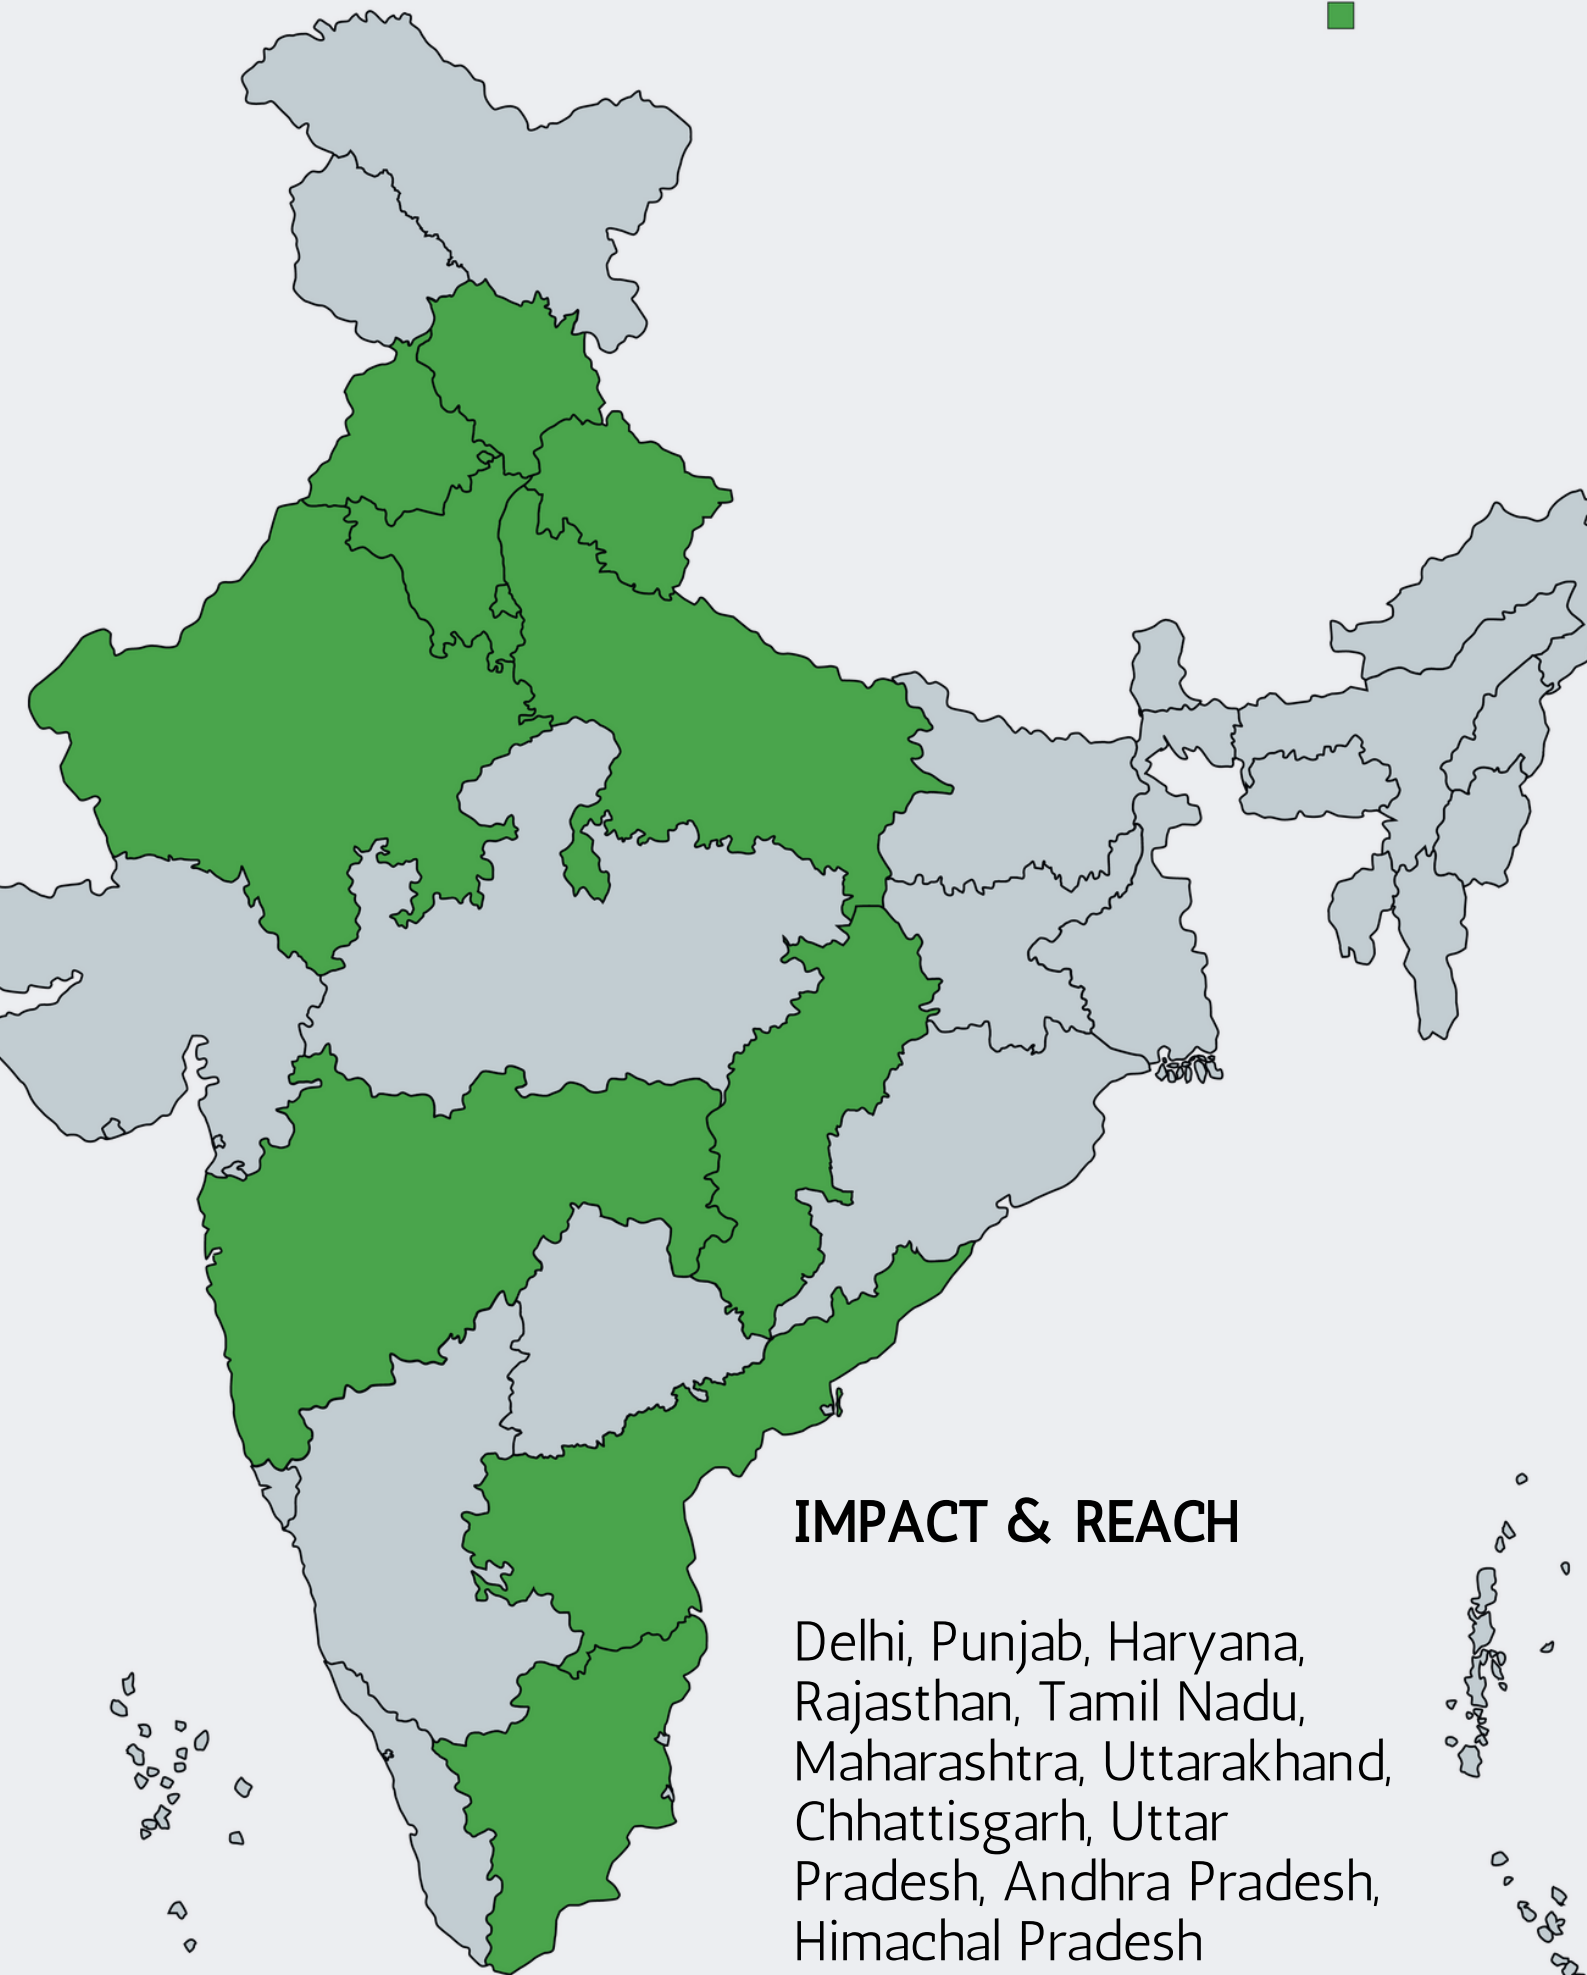 IMPACT & REACH
Delhi, Punjab, Haryana,
Rajasthan, Tamil Nadu,
Maharashtra, Uttarakhand,
Chhattisgarh, Uttar
Pradesh, Andhra Pradesh,
Himachal Pradesh